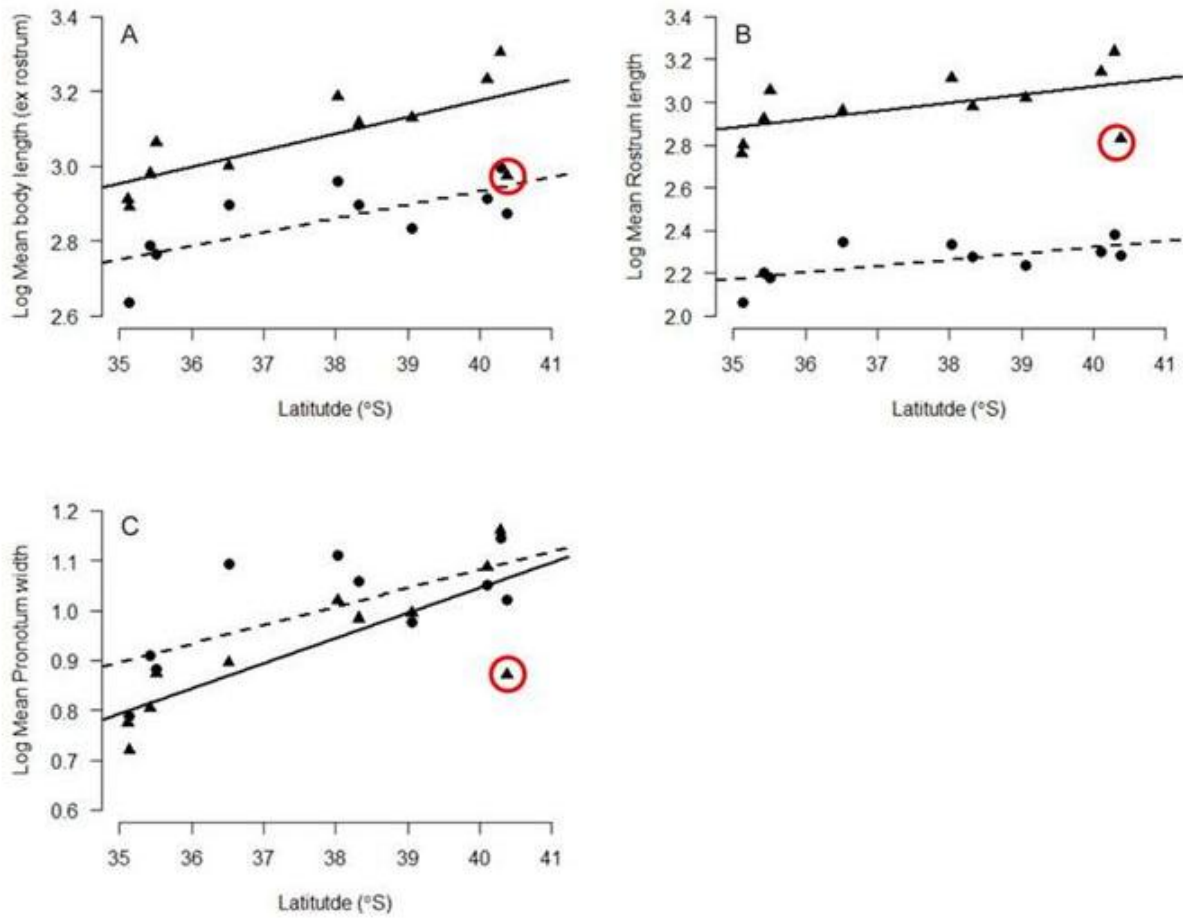 A
Log Mean body length (ex rostrum)
3.4
3.2
3.0
2.8
2.6
35 36 37 38 39 40 41
Latitutde (°S)
B
Log Mean Rostrum length
3.4
3.2
3.0
2.8
2.6
2.4
2.2
2.0
35 36 37 38 39 40 41
Latitutde (°S)
C
Log Mean Pronotum width
1.2
1.1
1.0
0.9
0.8
0.7
0.6
35 36 37 38 39 40 41
Latitutde (°S)